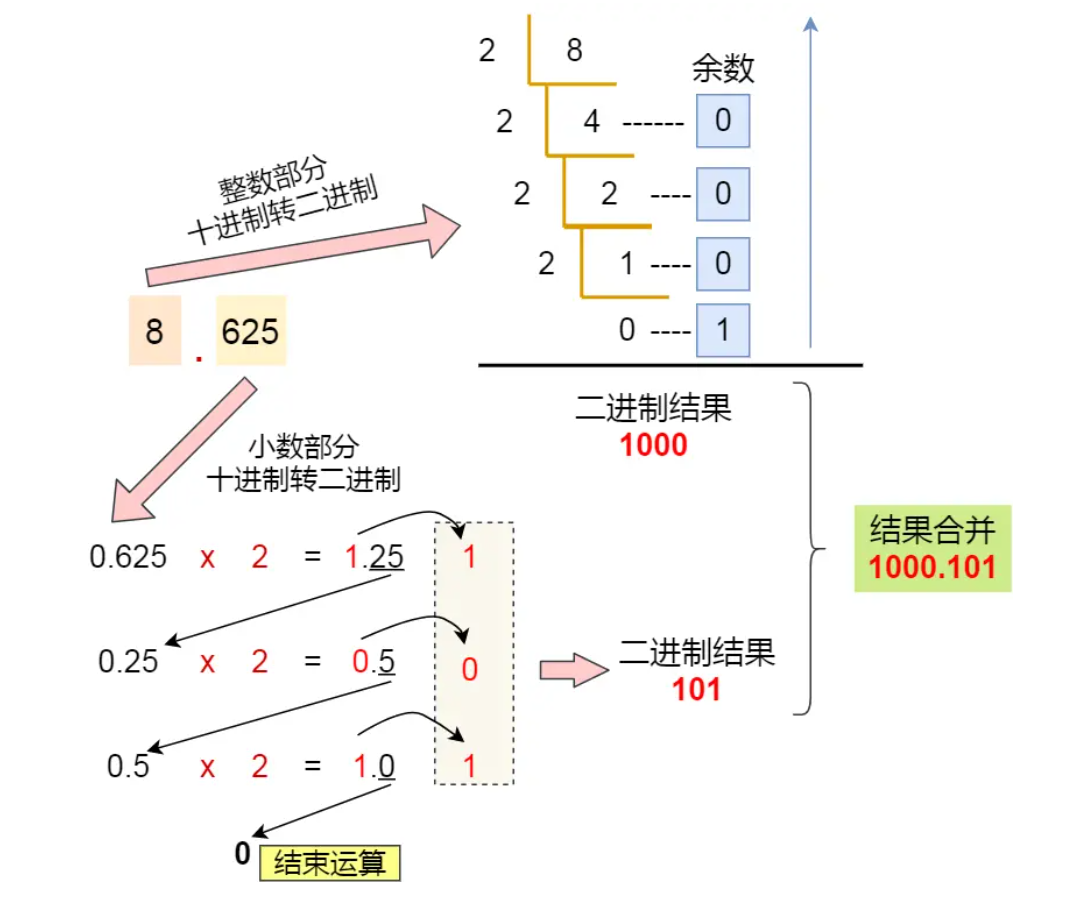 2 8
余数
2 4 ------ 0
整数部分
十进制转二进制
2 2 ---- 0
2 1 ---- 0
0 ---- 1
8 . 625
二进制结果
1000
小数部分
十进制转二进制
0.625 x 2 = 1.25 1
结果合并
1000.101
0.25 x 2 = 0.5 0
二进制结果
101
0.5 x 2 = 1.0 1
0 结束运算